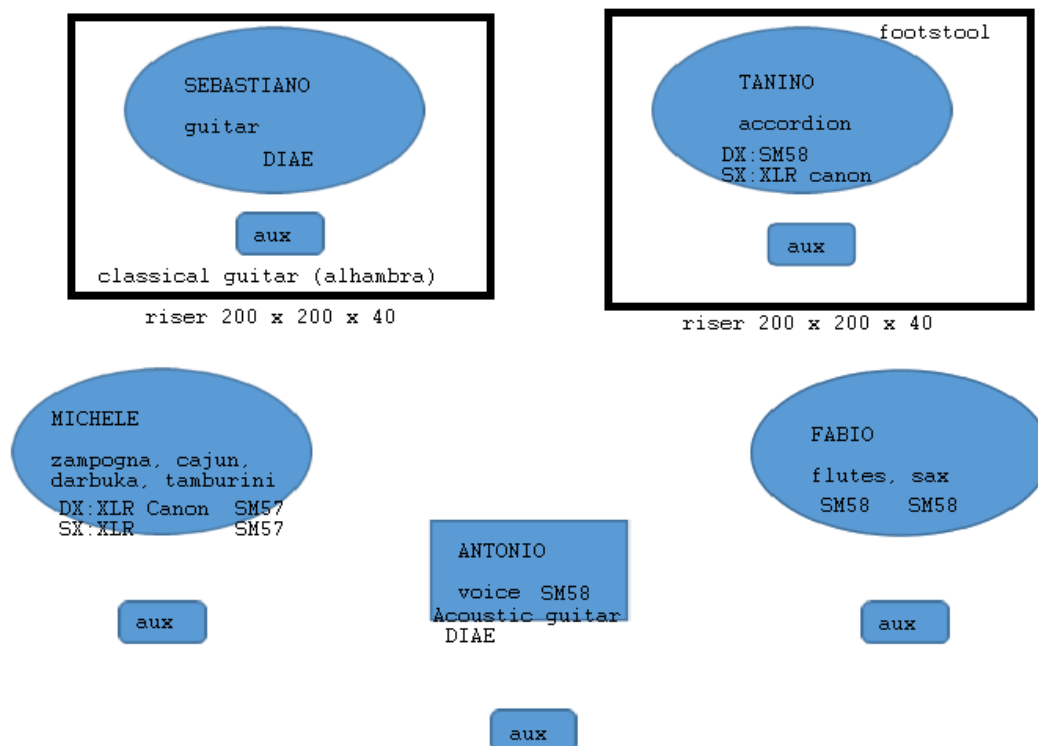 SEBASTIANO
guitar
DIAE
aux
classical guitar (alhambra)
riser 200 x 200 x 40
footstool
TANINO
accordion
DX:SM58
SX:XLR canon
aux
riser 200 x 200 x 40
MICHELE
zampogna, cajun,
darbuka, tamburini
DX:XLR Canon SM57
SX:XLR SM57
aux
ANTONIO
voice SM58
Acoustic guitar
DIAE
aux
FABIO
flutes, sax
SM58 SM58
aux